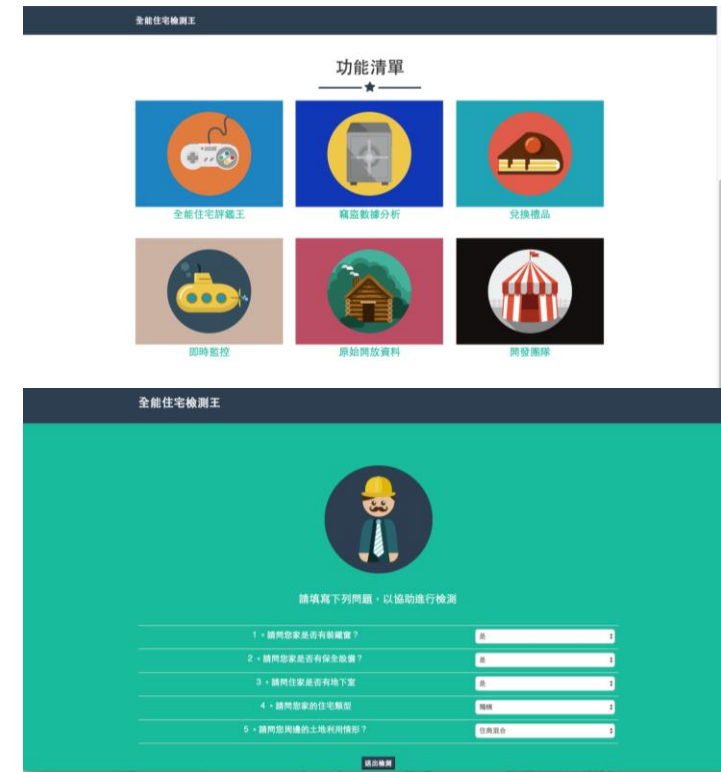 全能住宅檢測王
功能清單
全能住宅評鑑王
竊盜數據分析
兌換禮品
即時監控
原始開放資料
開發團隊
全能住宅檢測王
請填寫下列問題，以協助進行檢測
1。請問您家是否有裝鐵窗？
是
2。請問您家是否有保全設備？
是
3。請問住家是否有地下室
是
4。請問您家的住宅類型
獨棟
5。請問您周邊的土地利用情形？
住商混合
送出檢測